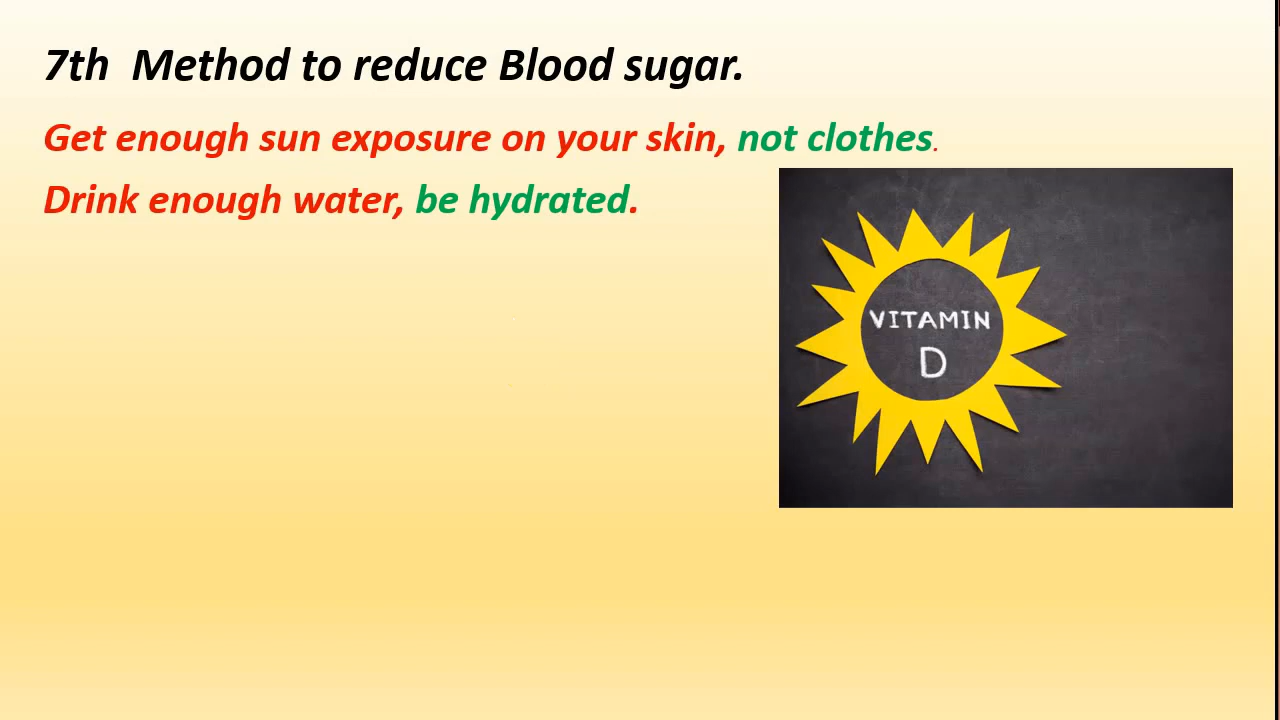 7th Method to reduce Blood sugar.
Get enough sun exposure on your skin, not clothes.
Drink enough water, be hydrated.
VITAMIN
D